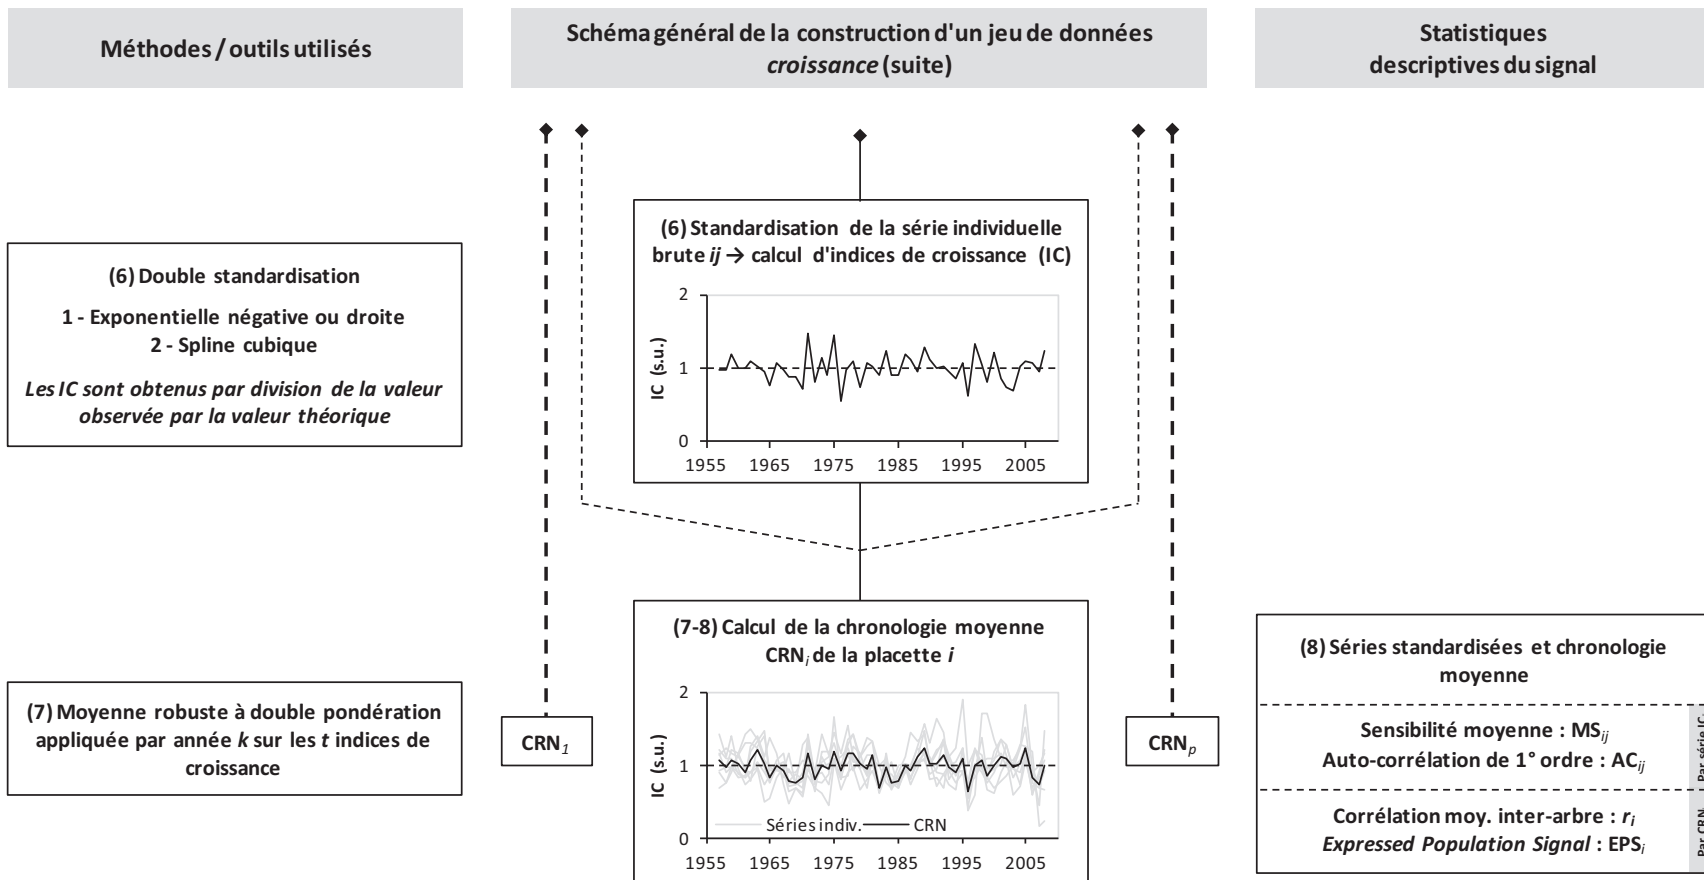 Méthodes / outils utilisés
Schéma général de la construction d'un jeu de données
croissance (suite)
Statistiques
descriptives du signal
(6) Double standardisation
1 - Exponentielle négative ou droite
2 - Spline cubique
Les IC sont obtenus par division de la valeur
observée par la valeur théorique
(6) Standardisation de la série individuelle
brute ij → calcul d'indices de croissance (IC)
IC (s.u.)
2
1
0
1955 1965 1975 1985 1995 2005
(7) Moyenne robuste à double pondération
appliquée par année k sur les t indices de
croissance
CRN1
(7-8) Calcul de la chronologie moyenne
CRNi de la placette i
IC (s.u.)
2
1
0
Séries indiv. CRN
1955 1965 1975 1985 1995 2005
CRNp
(8) Séries standardisées et chronologie
moyenne
Sensibilité moyenne : MSij
Auto-corrélation de 1° ordre : ACij
Par série IC
Corrélation moy. inter-arbre : ri
Expressed Population Signal : EPSi
Par CRN